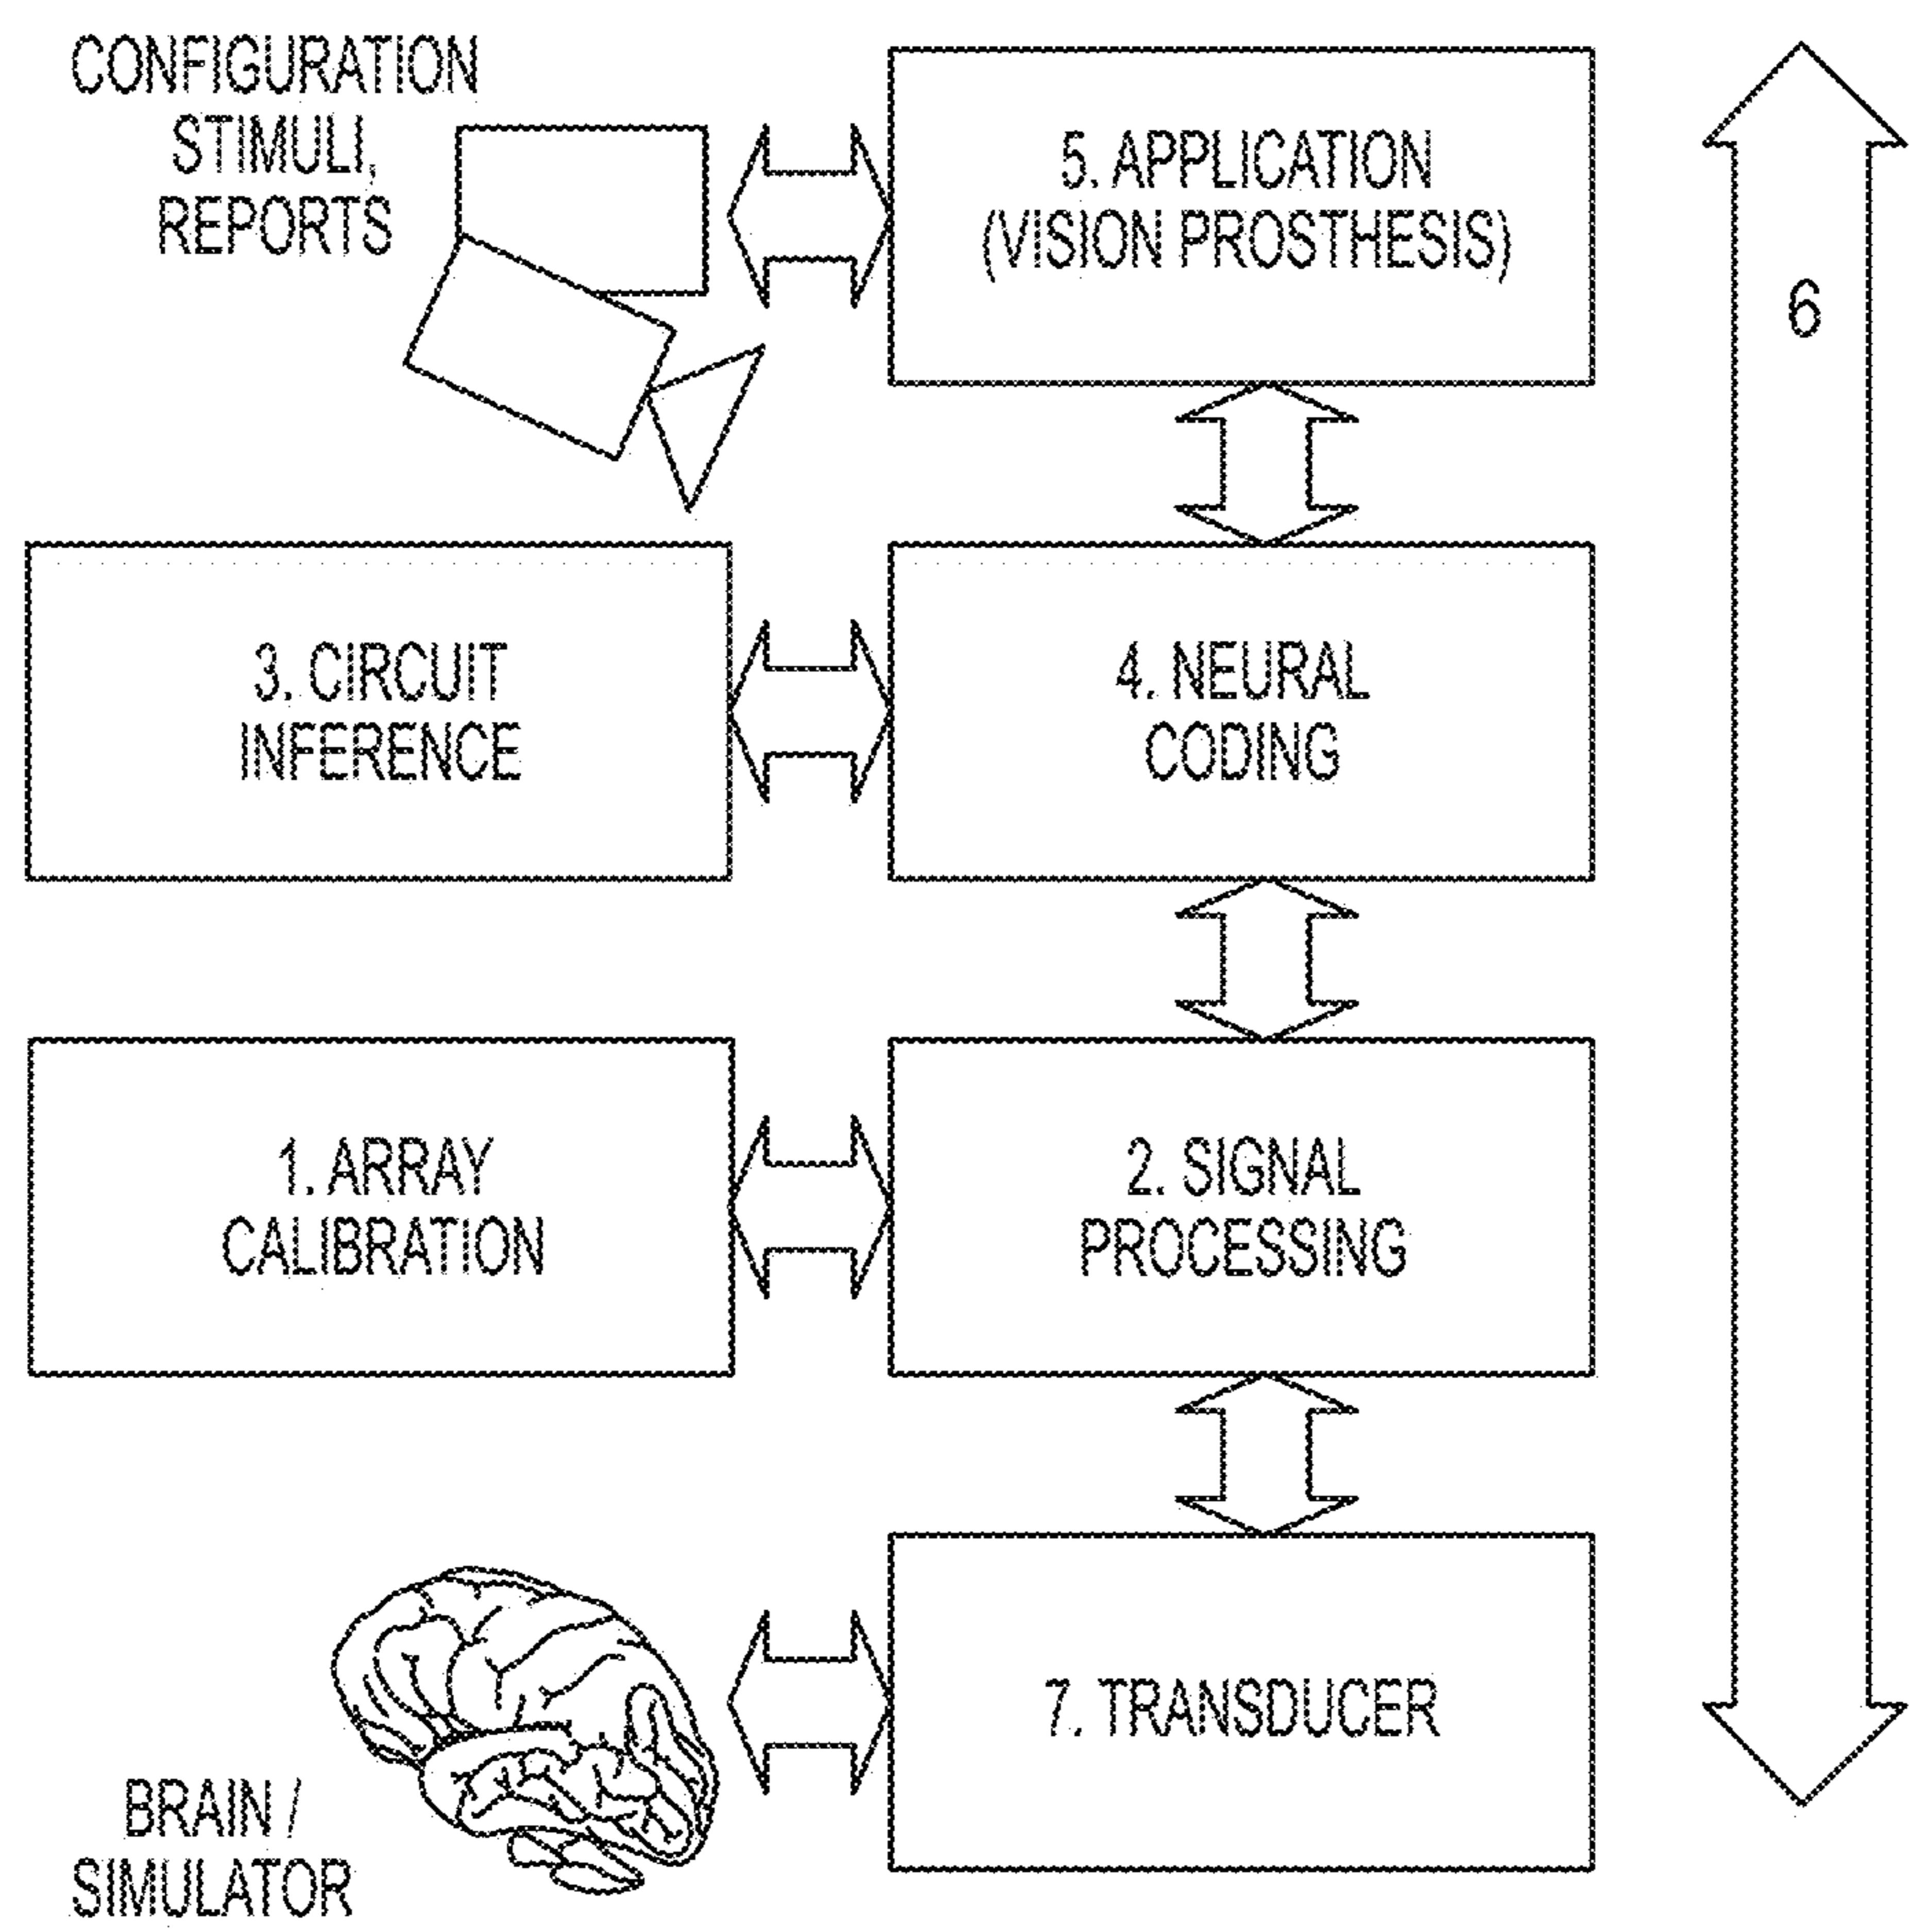 CONFIGURATION
STIMULI,
REPORTS
5. APPLICATION
(VISION PROSTHESIS)
6
3. CIRCUIT
INFERENCE
4. NEURAL
CODING
1. ARRAY
CALIBRATION
2. SIGNAL
PROCESSING
7. TRANSDUCER
BRAIN /
SIMULATOR